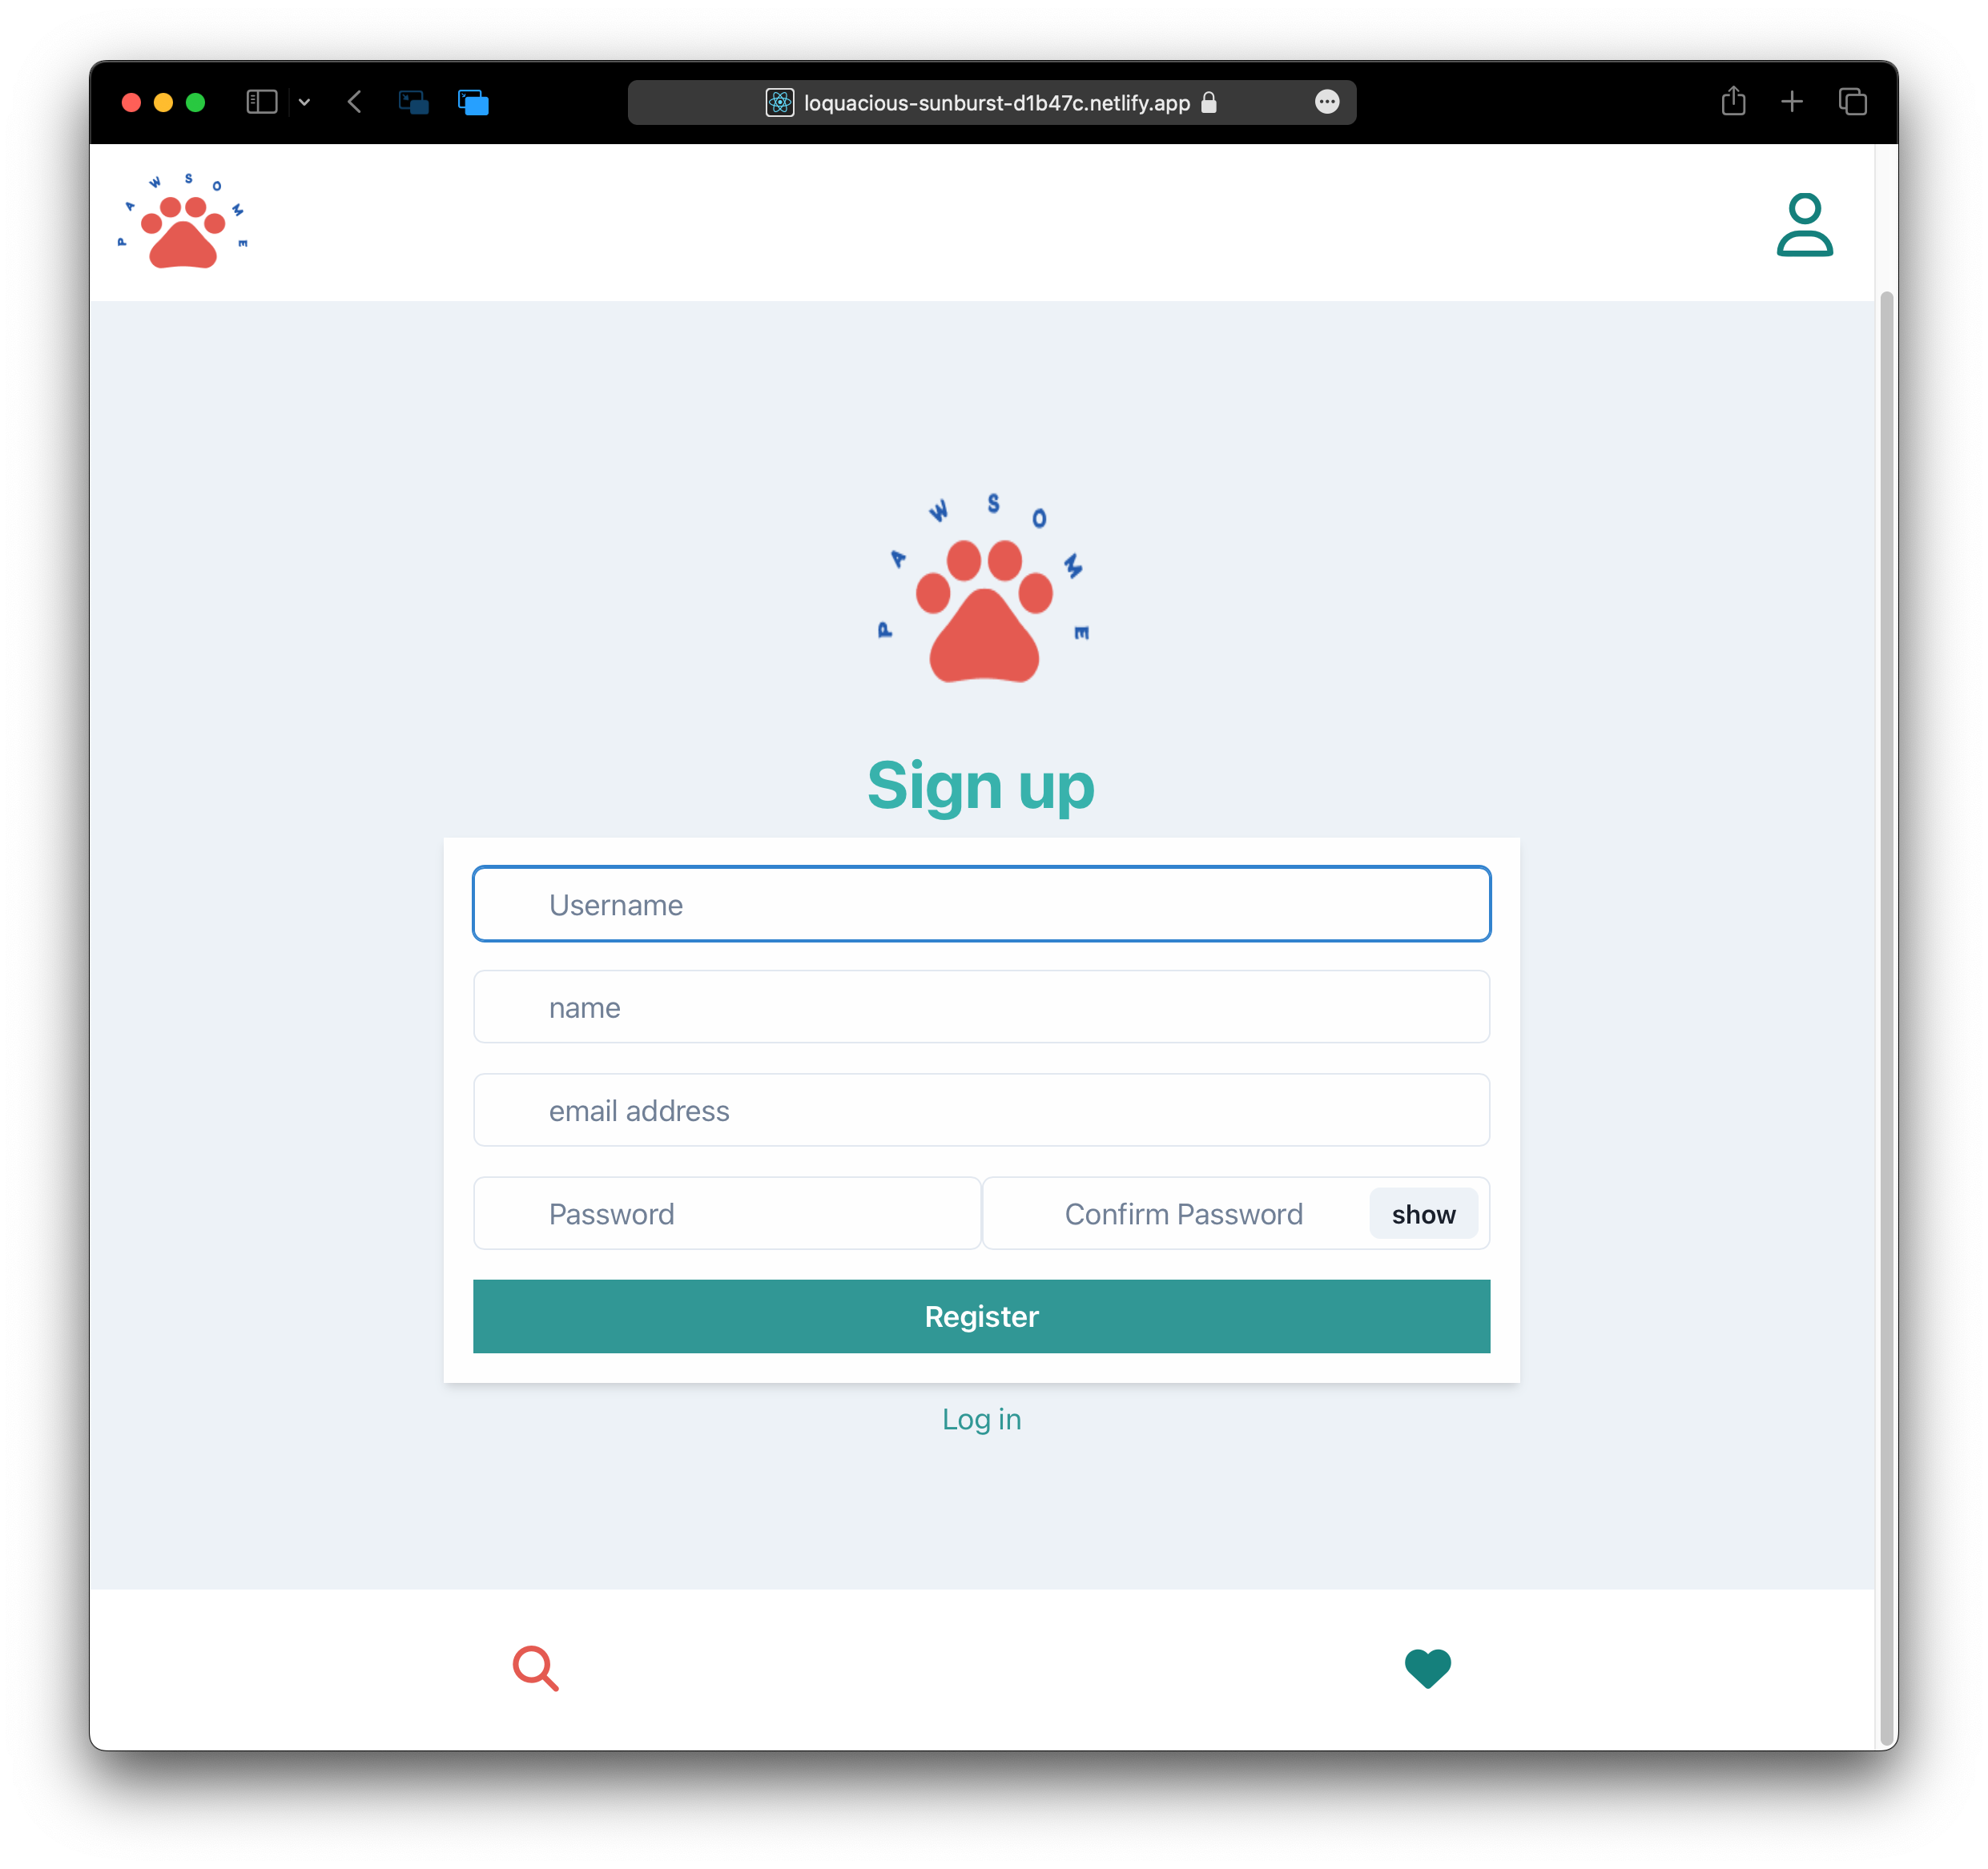 loquacious-sunburst-d1b47c.netlify.app
PAWSOME
PAWSOME
Sign up
Username
name
email address
Password Confirm Password show
Register
Log in